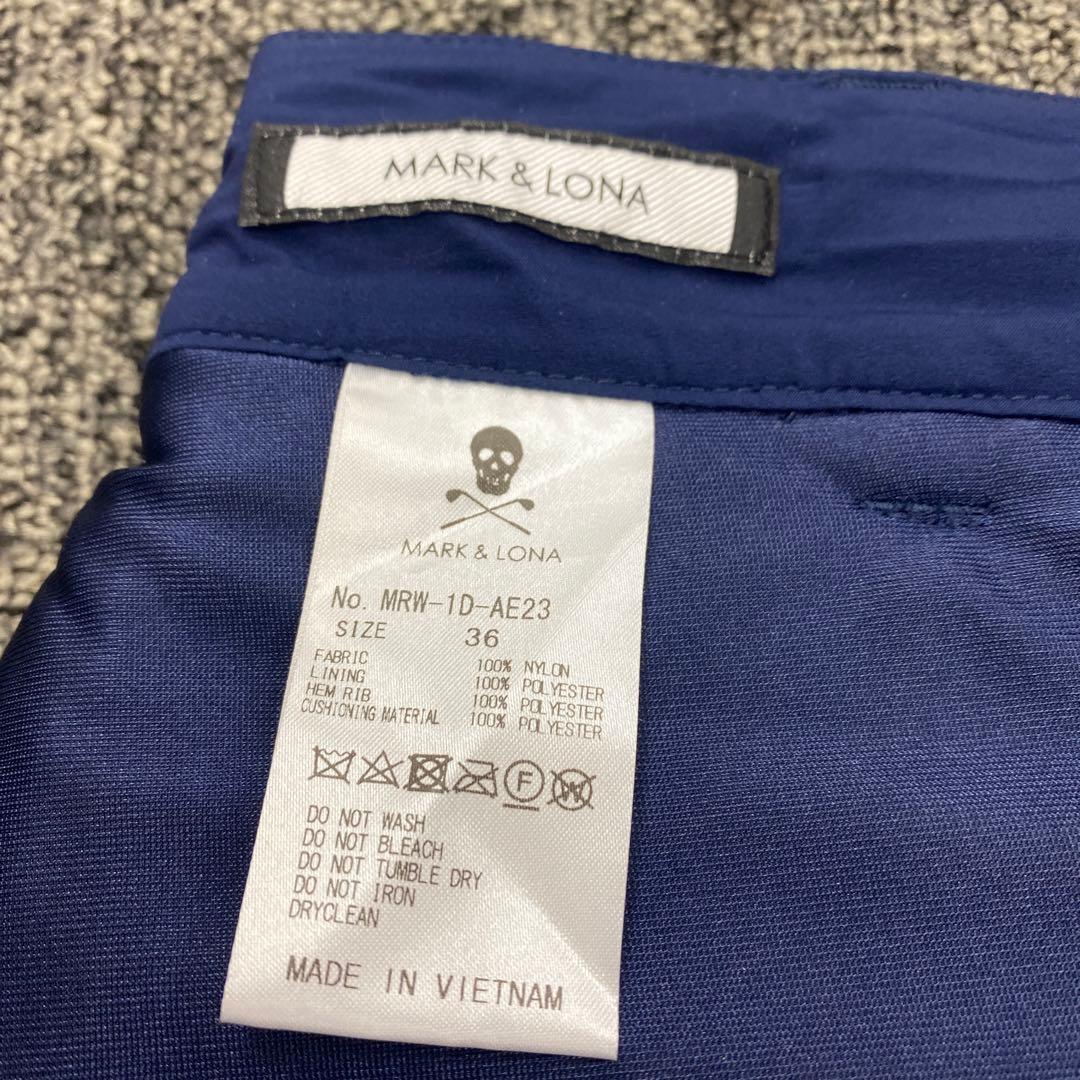 MARK & LONA
MARK & LONA
No. MRW-1D-AE23
SIZE 36
FABRIC 100% NYLON
LINING 100% POLYESTER
HEM RIB 100% POLYESTER
CUSHIONING MATERIAL 100% POLYESTER
F W
DO NOT WASH
DO NOT BLEACH
DO NOT TUMBLE DRY
DO NOT IRON
DRYCLEAN
MADE IN VIETNAM